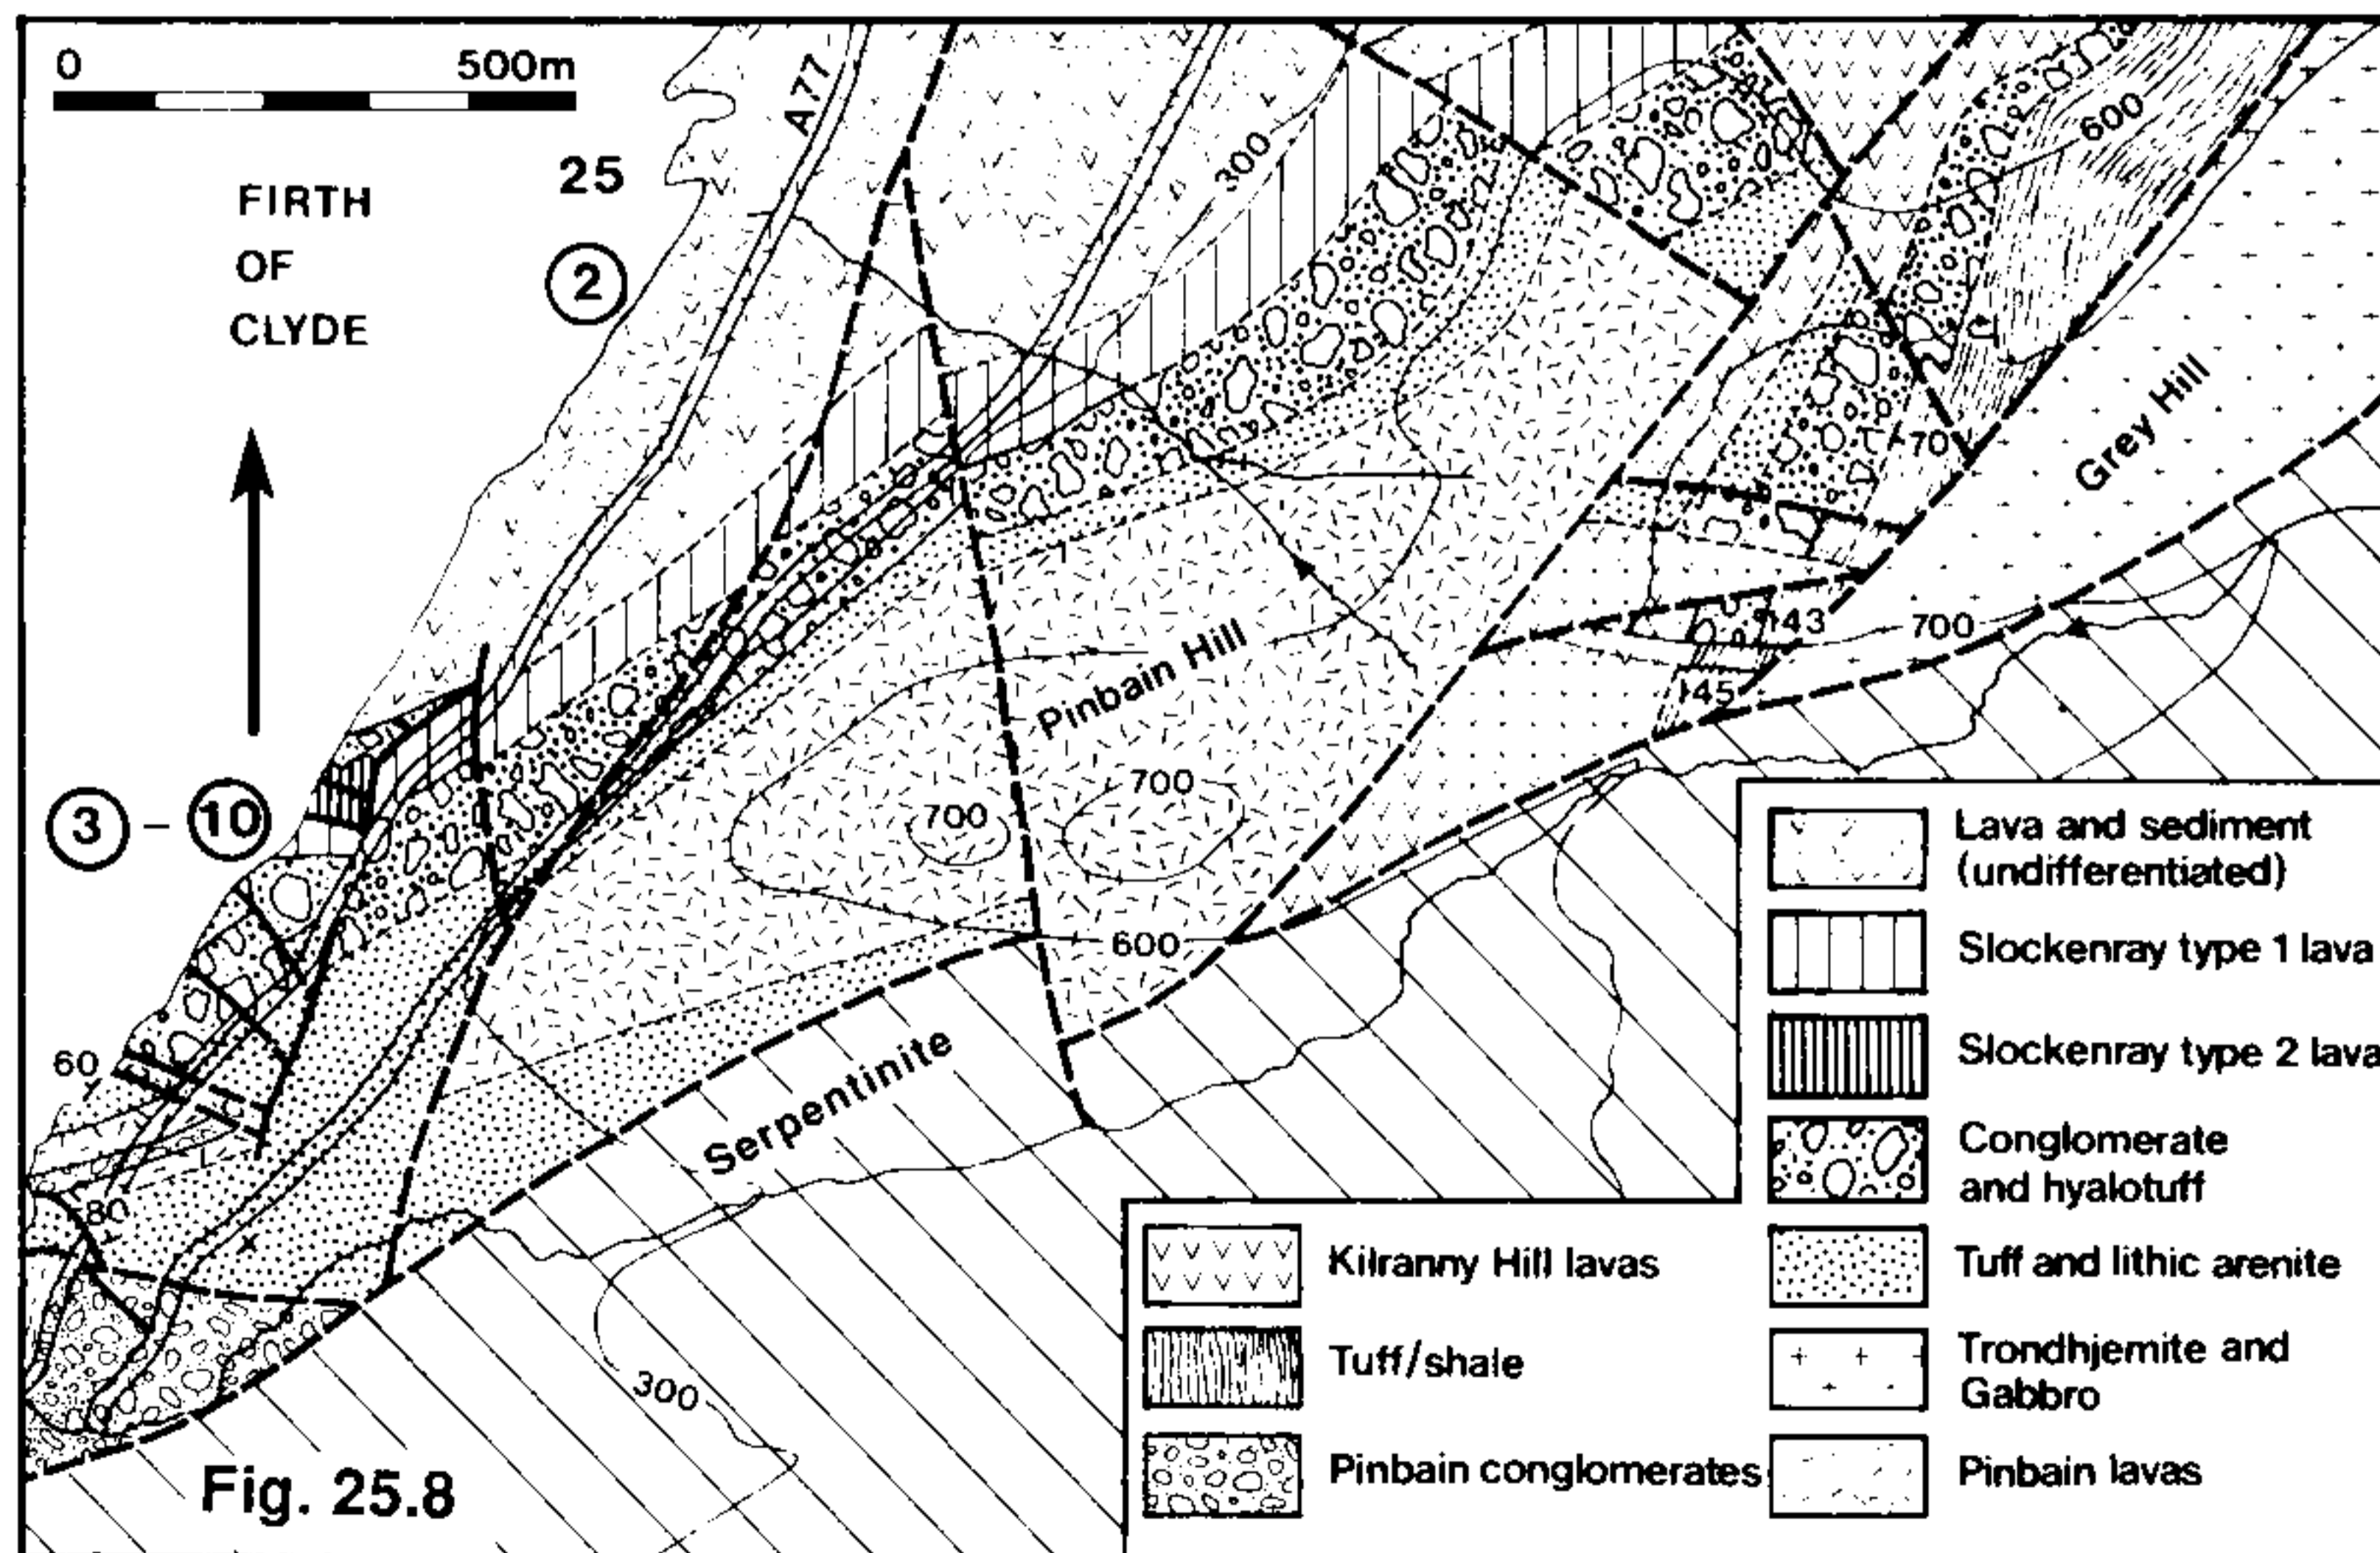 0 500m
A77
FIRTH
OF
CLYDE
25
2
300
600
70
Grey Hill
43
700
45
Pinbain Hill
700
700
600
3 – 10
60
80
Serpentinite
300
Fig. 25.8
Lava and sediment
(undifferentiated)
Slockenray type 1 lava
Slockenray type 2 lava
Conglomerate
and hyalotuff
Tuff and lithic arenite
Trondhjemite and
Gabbro
Pinbain lavas
Kilranny Hill lavas
Tuff/shale
Pinbain conglomerates